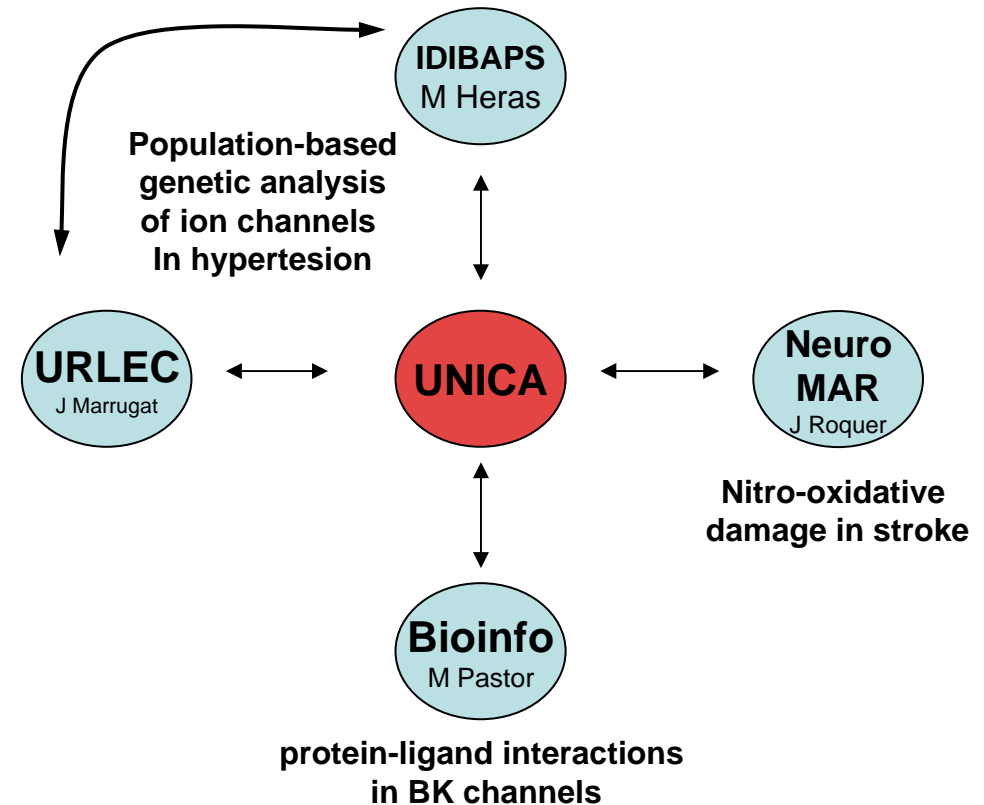 IDIBAPS
M Heras
Population-based
genetic analysis
of ion channels
In hypertesion
URLEC
J Marrugat
UNICA
Neuro
MAR
J Roquer
Nitro-oxidative
damage in stroke
Bioinfo
M Pastor
protein-ligand interactions
in BK channels